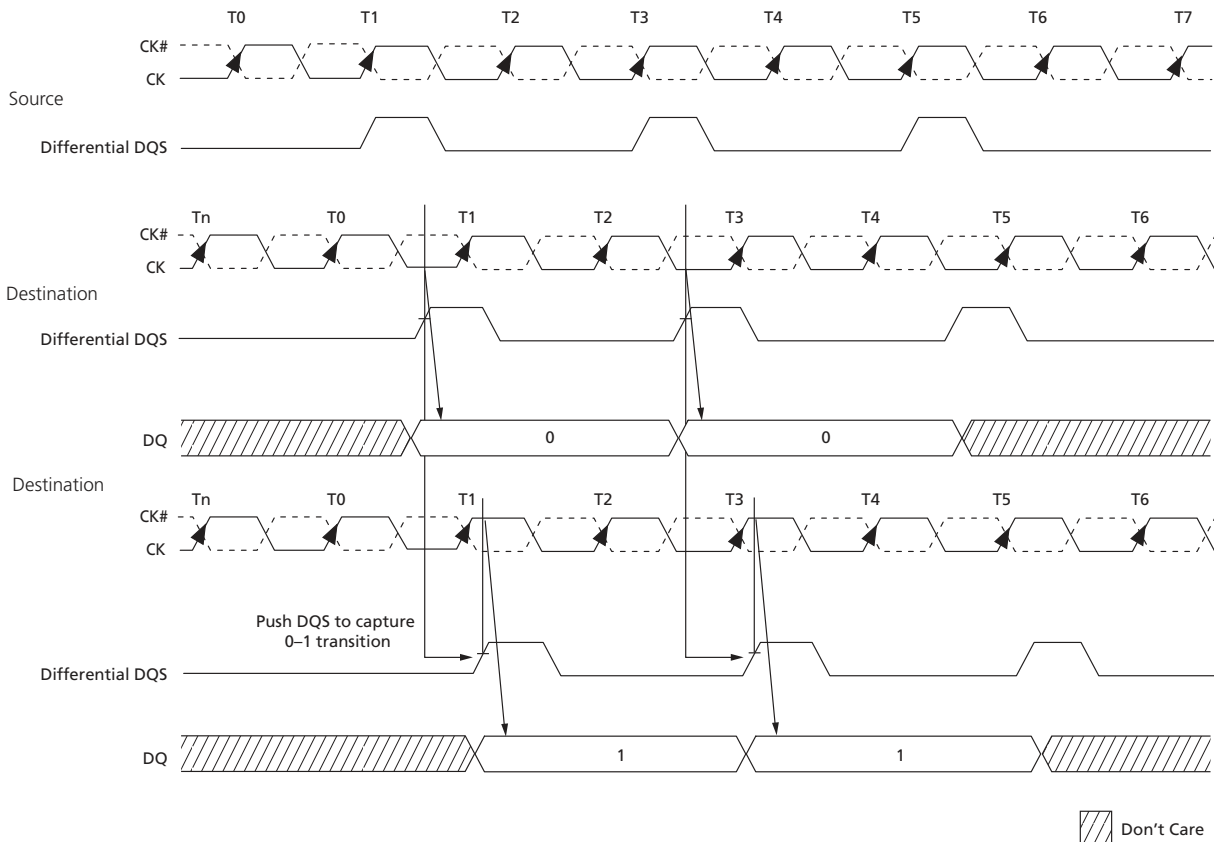 T0 T1 T2 T3 T4 T5 T6 T7
CK#
CK
Source
Differential DQS
Tn T0 T1 T2 T3 T4 T5 T6
CK#
CK
Destination
Differential DQS
DQ 0 0
Destination
Tn T0 T1 T2 T3 T4 T5 T6
CK#
CK
Push DQS to capture
0–1 transition
Differential DQS
DQ 1 1
Don't Care